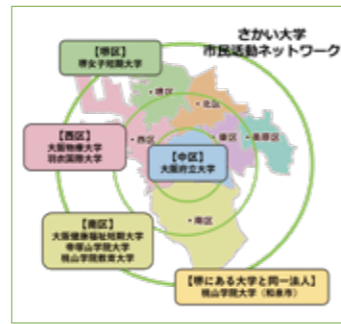 さかい大学
市民活動ネットワーク
【堺区】
堺女子短期大学
・堺区
・北区
【西区】
大阪物療大学
羽衣国際大学
・西区
・東区
・美原区
【中区】
大阪府立大学
【南区】
大阪健康福祉短期大学
帝塚山学院大学
桃山学院教育大学
・南区
【堺にある大学と同一法人】
桃山学院大学（和泉市）